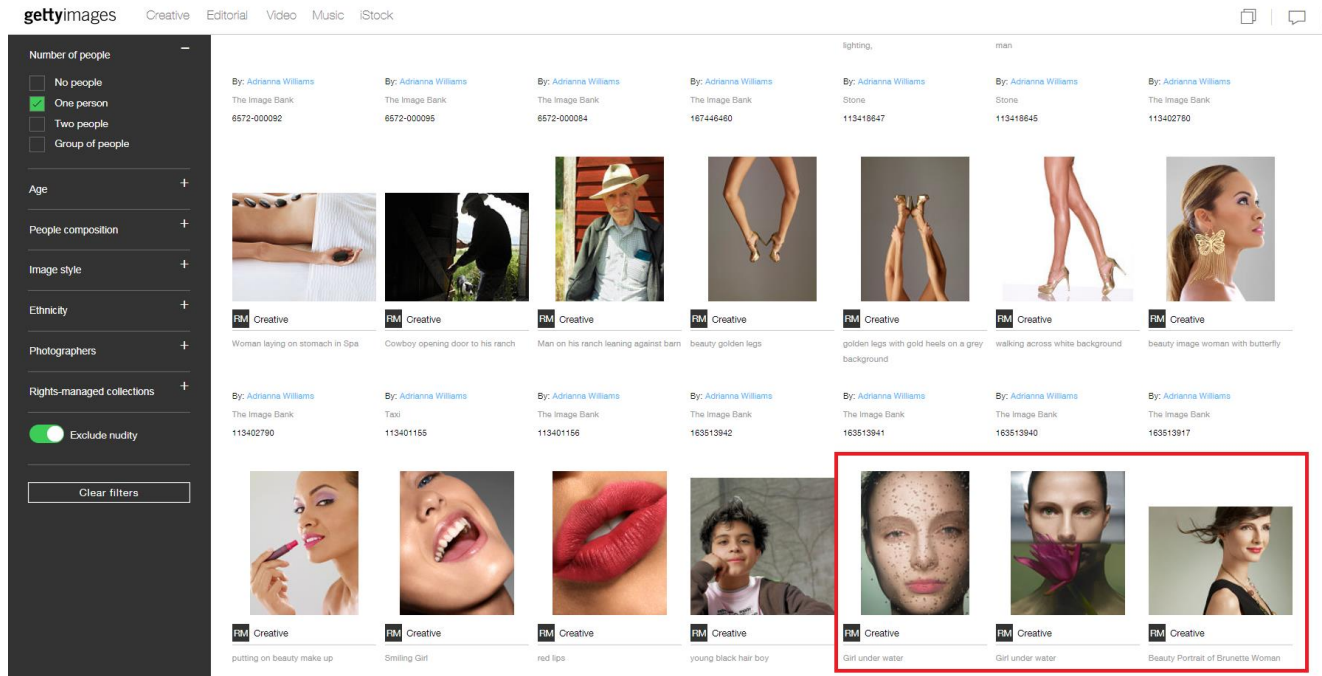 gettyimages Creative Editorial Video Music iStock
Number of people
No people
One person
Two people
Group of people
Age
People composition
Image style
Ethnicity
Photographers
Rights-managed collections
Exclude nudity
Clear filters
lighting, man
By: Adrianna Williams By: Adrianna Williams By: Adrianna Williams By: Adrianna Williams By: Adrianna Williams By: Adrianna Williams By: Adrianna Williams
The Image Bank The Image Bank The Image Bank The Image Bank Stone Stone The Image Bank
6572-000092 6572-000095 6572-000084 167446460 113418647 113418645 113402780
RM Creative RM Creative RM Creative RM Creative RM Creative RM Creative RM Creative
Woman laying on stomach in Spa Cowboy opening door to his ranch Man on his ranch leaning against barn beauty golden legs golden legs with gold heels on a grey walking across white background beauty image woman with butterfly
background
By: Adrianna Williams By: Adrianna Williams By: Adrianna Williams By: Adrianna Williams By: Adrianna Williams By: Adrianna Williams By: Adrianna Williams
The Image Bank Taxi The Image Bank The Image Bank The Image Bank The Image Bank The Image Bank
113402790 113401155 113401156 163513942 163513941 163513940 163513917
RM Creative RM Creative RM Creative RM Creative RM Creative RM Creative RM Creative
putting on beauty make up Smiling Girl red lips young black hair boy Girl under water Girl under water Beauty Portrait of Brunette Woman